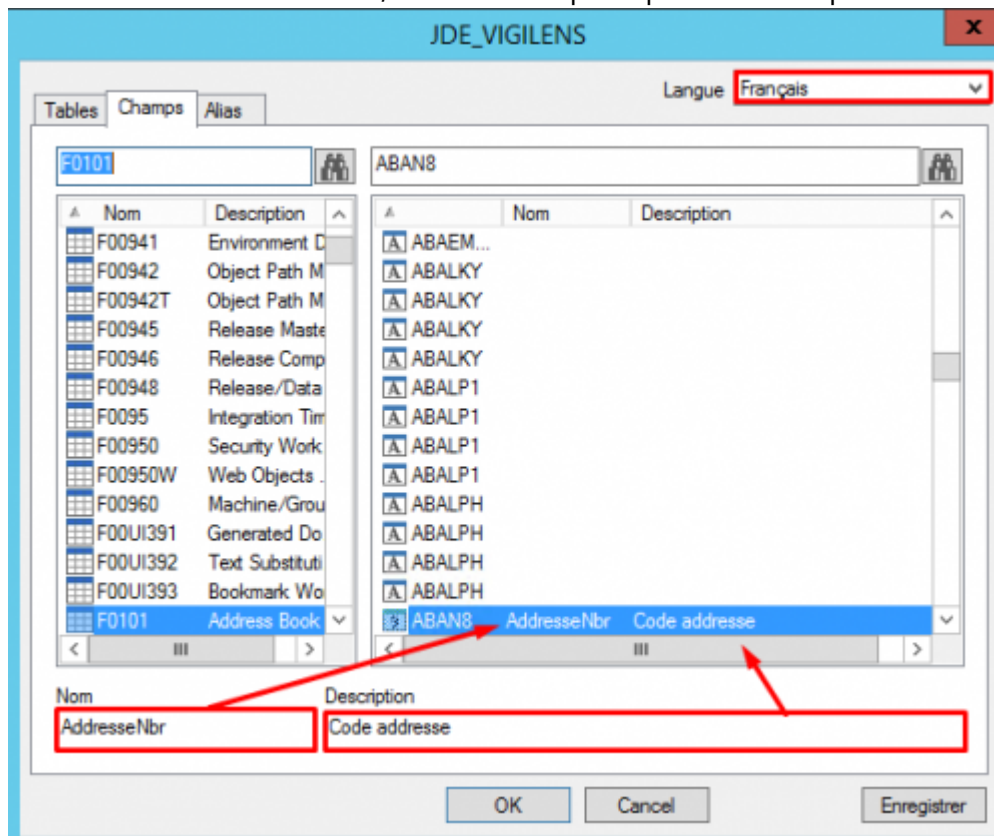 JDE_VIGILENS
x
Langue Français
Tables Champs Alias
F0101 ABAN8
Nom Description Nom Description
F00941 Environment D ABAEM...
F00942 Object Path M ABALKY
F00942T Object Path M ABALKY
F00945 Release Maste ABALKY
F00946 Release Comp ABALKY
F00948 Release/Data ABALP1
F0095 Integration Tim ABALP1
F00950 Security Work ABALP1
F00950W Web Objects . ABALP1
F00960 Machine/Grou ABALPH
F00UI391 Generated Do ABALPH
F00UI392 Text Substituti ABALPH
F00UI393 Bookmark Wo ABALPH
F0101 Address Book ABAN8 AddresseNbr Code addresse
Nom Description
AddresseNbr Code addresse
OK Cancel Enregistrer